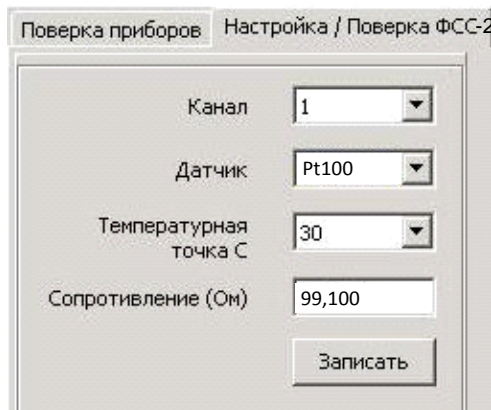 Поверка приборов Настройка / Поверка ФСС-2
Канал 1
Датчик Pt100
Температурная
точка С 30
Сопротивление (Ом) 99,100
Записать